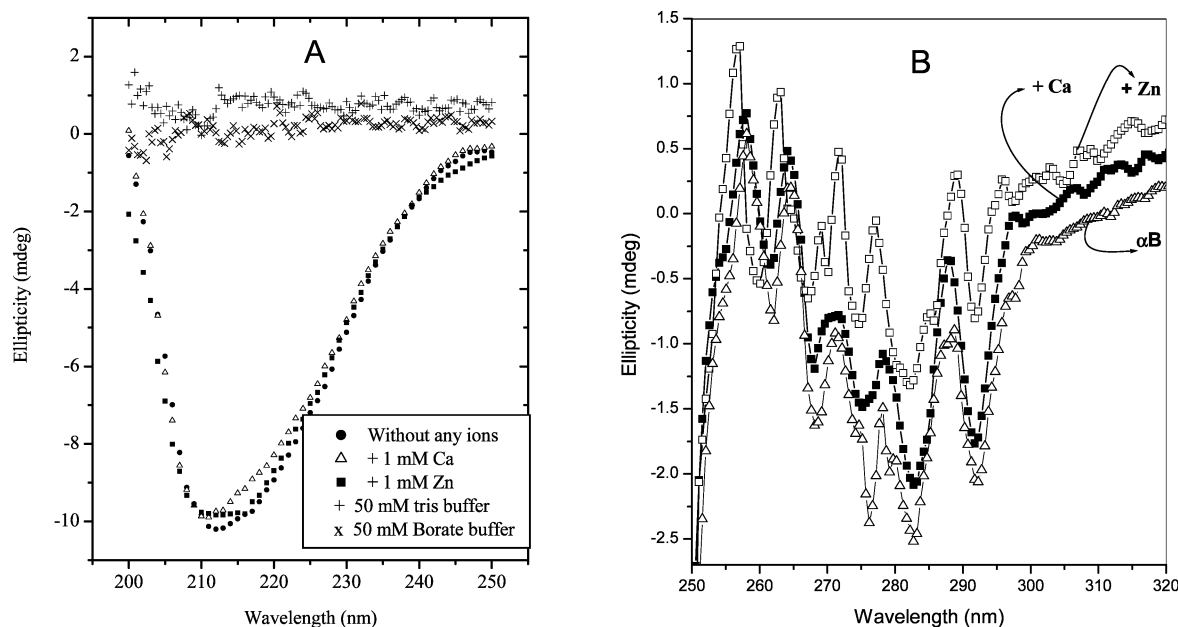 A
2
0
-2
-4
-6
-8
-10
Ellipticity (mdeg)
Without any ions
+ 1 mM Ca
+ 1 mM Zn
50 mM tris buffer
x 50 mM Borate buffer
200 210 220 230 240 250
Wavelength (nm)
B
1.5
1.0
0.5
0.0
-0.5
-1.0
-1.5
-2.0
-2.5
Ellipticity (mdeg)
+ Ca
+ Zn
αB
250 260 270 280 290 300 310 320
Wavelength (nm)